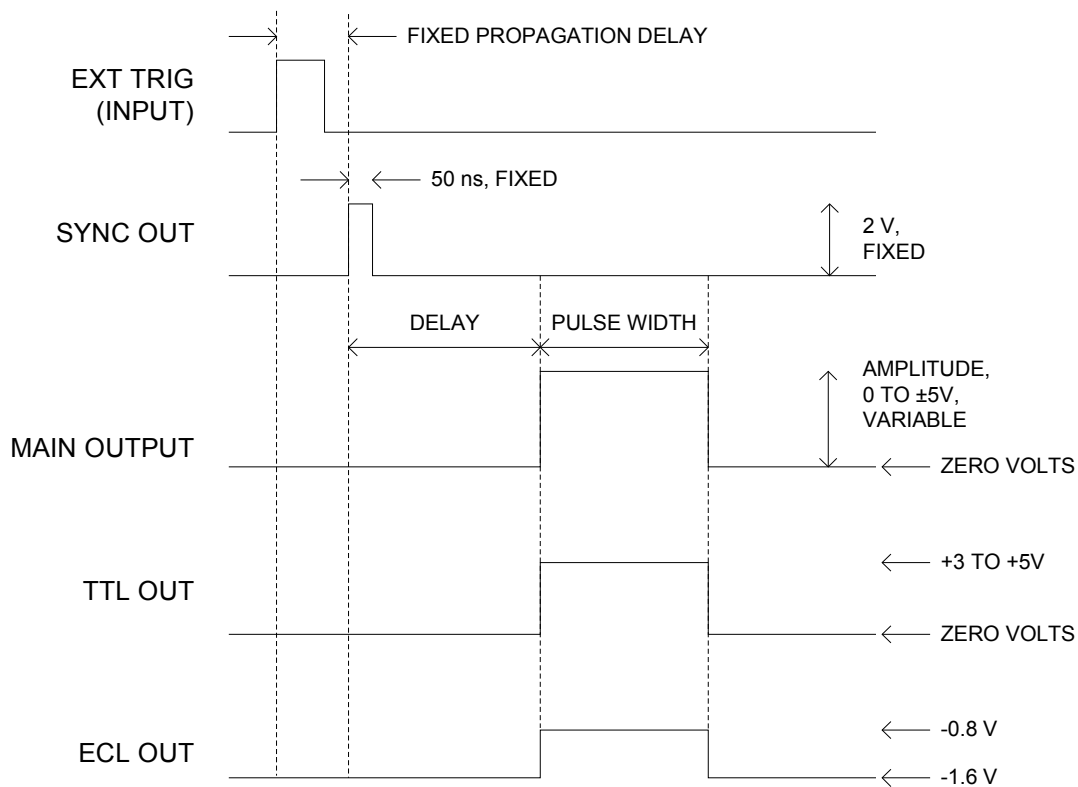 FIXED PROPAGATION DELAY
EXT TRIG
(INPUT)
50 ns, FIXED
SYNC OUT
2 V,
FIXED
DELAY
PULSE WIDTH
AMPLITUDE,
0 TO ±5V,
VARIABLE
MAIN OUTPUT
ZERO VOLTS
+3 TO +5V
TTL OUT
ZERO VOLTS
-0.8 V
ECL OUT
-1.6 V